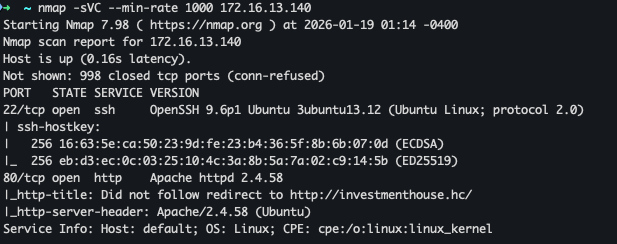 → ~ nmap -sVC --min-rate 1000 172.16.13.140
Starting Nmap 7.98 ( https://nmap.org ) at 2026-01-19 01:14 -0400
Nmap scan report for 172.16.13.140
Host is up (0.16s latency).
Not shown: 998 closed tcp ports (conn-refused)
PORT   STATE SERVICE VERSION
22/tcp open  ssh     OpenSSH 9.6p1 Ubuntu 3ubuntu13.12 (Ubuntu Linux; protocol 2.0)
| ssh-hostkey:
|   256 16:63:5e:ca:50:23:9d:fe:23:b4:36:5f:8b:6b:07:0d (ECDSA)
|_  256 eb:d3:ec:0c:03:25:10:4c:3a:8b:5a:7a:02:c9:14:5b (ED25519)
80/tcp open  http    Apache httpd 2.4.58
|_http-title: Did not follow redirect to http://investmenthouse.hc/
|_http-server-header: Apache/2.4.58 (Ubuntu)
Service Info: Host: default; OS: Linux; CPE: cpe:/o:linux:linux_kernel